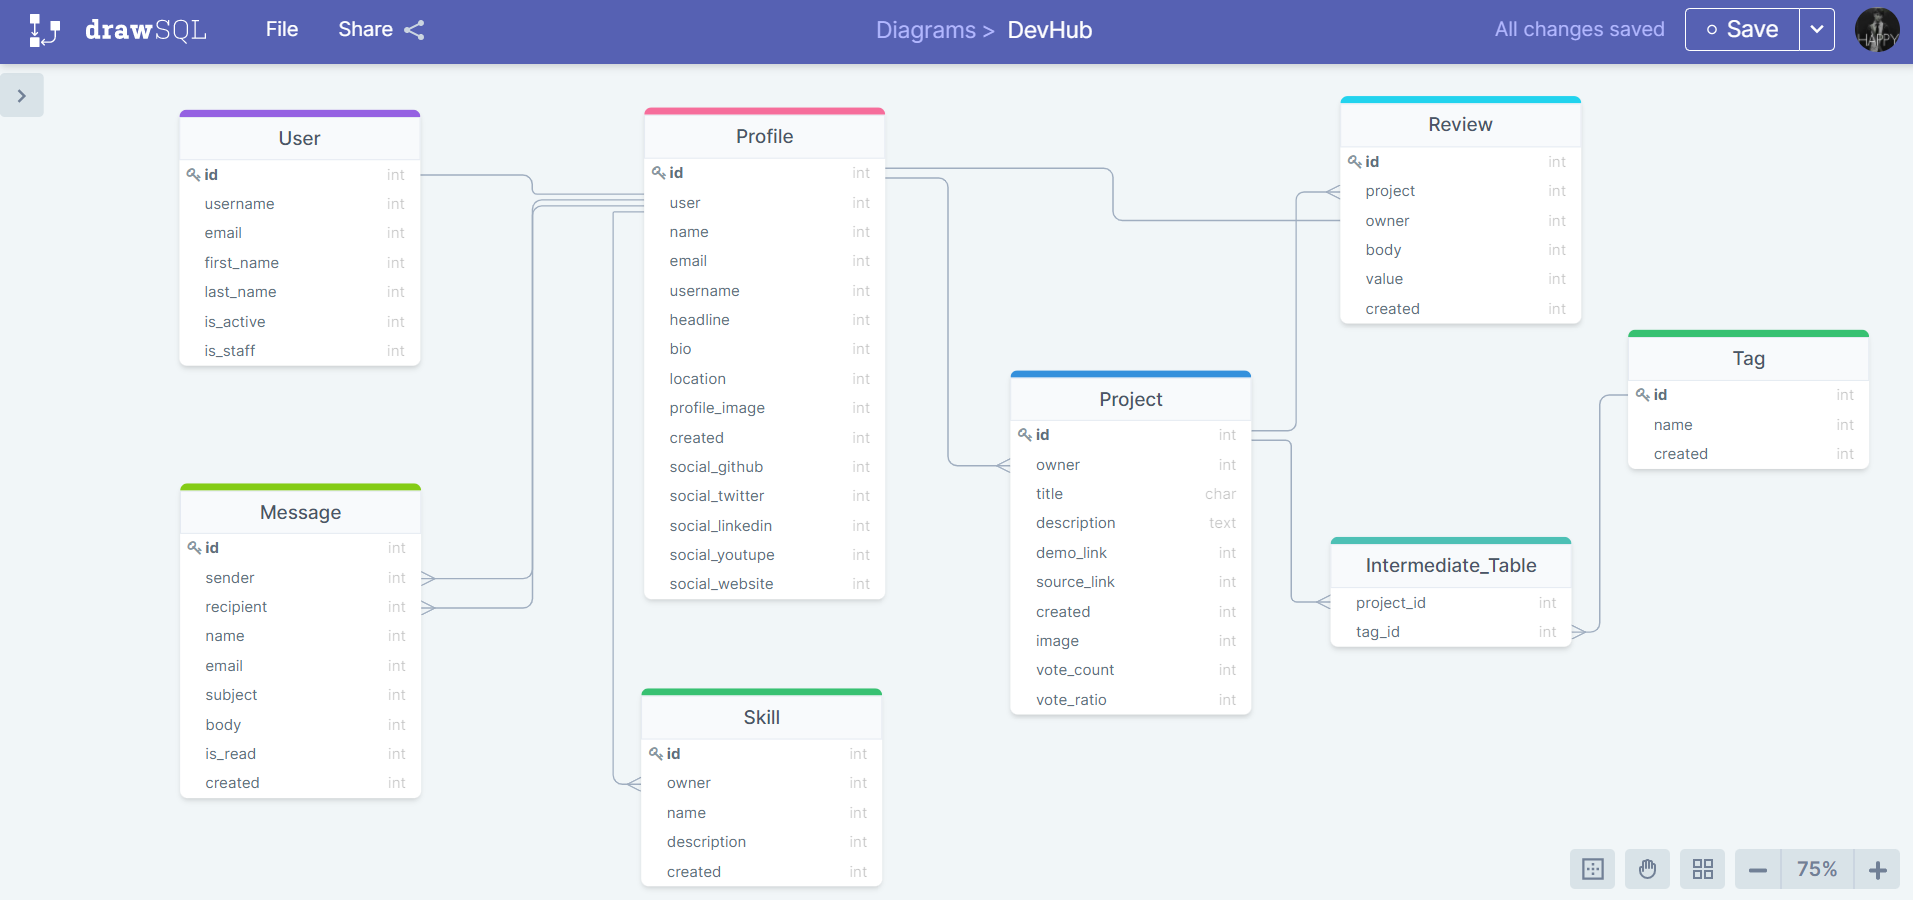 drawSQL File Share Diagrams > DevHub All changes saved Save
HAPPY
User
id int
username int
email int
first_name int
last_name int
is_active int
is_staff int
Message
id int
sender int
recipient int
name int
email int
subject int
body int
is_read int
created int
Profile
id int
user int
name int
email int
username int
headline int
bio int
location int
profile_image int
created int
social_github int
social_twitter int
social_linkedin int
social_youtupe int
social_website int
Skill
id int
owner int
name int
description int
created int
Project
id int
owner int
title char
description text
demo_link int
source_link int
created int
image int
vote_count int
vote_ratio int
Review
id int
project int
owner int
body int
value int
created int
Intermediate_Table
project_id int
tag_id int
Tag
id int
name int
created int
75%